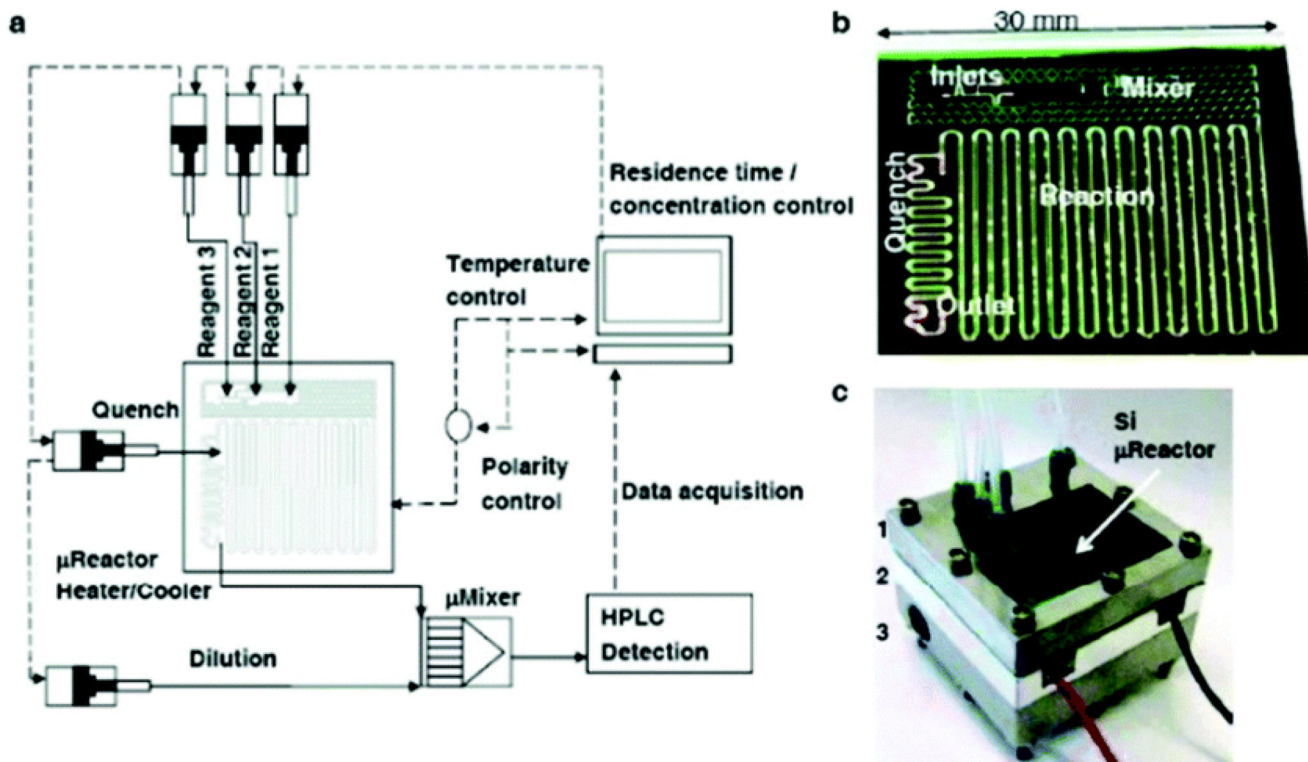 a
Residence time /
concentration control
Reagent 3
Reagent 2
Reagent 1
Temperature
control
Quench
Polarity
control
Data acquisition
μReactor
Heater/Cooler
μMixer
HPLC
Detection
Dilution
b
30 mm
Inlets
Mixer
Quench
Reaction
Outlet
c
Si
μReactor
1
2
3